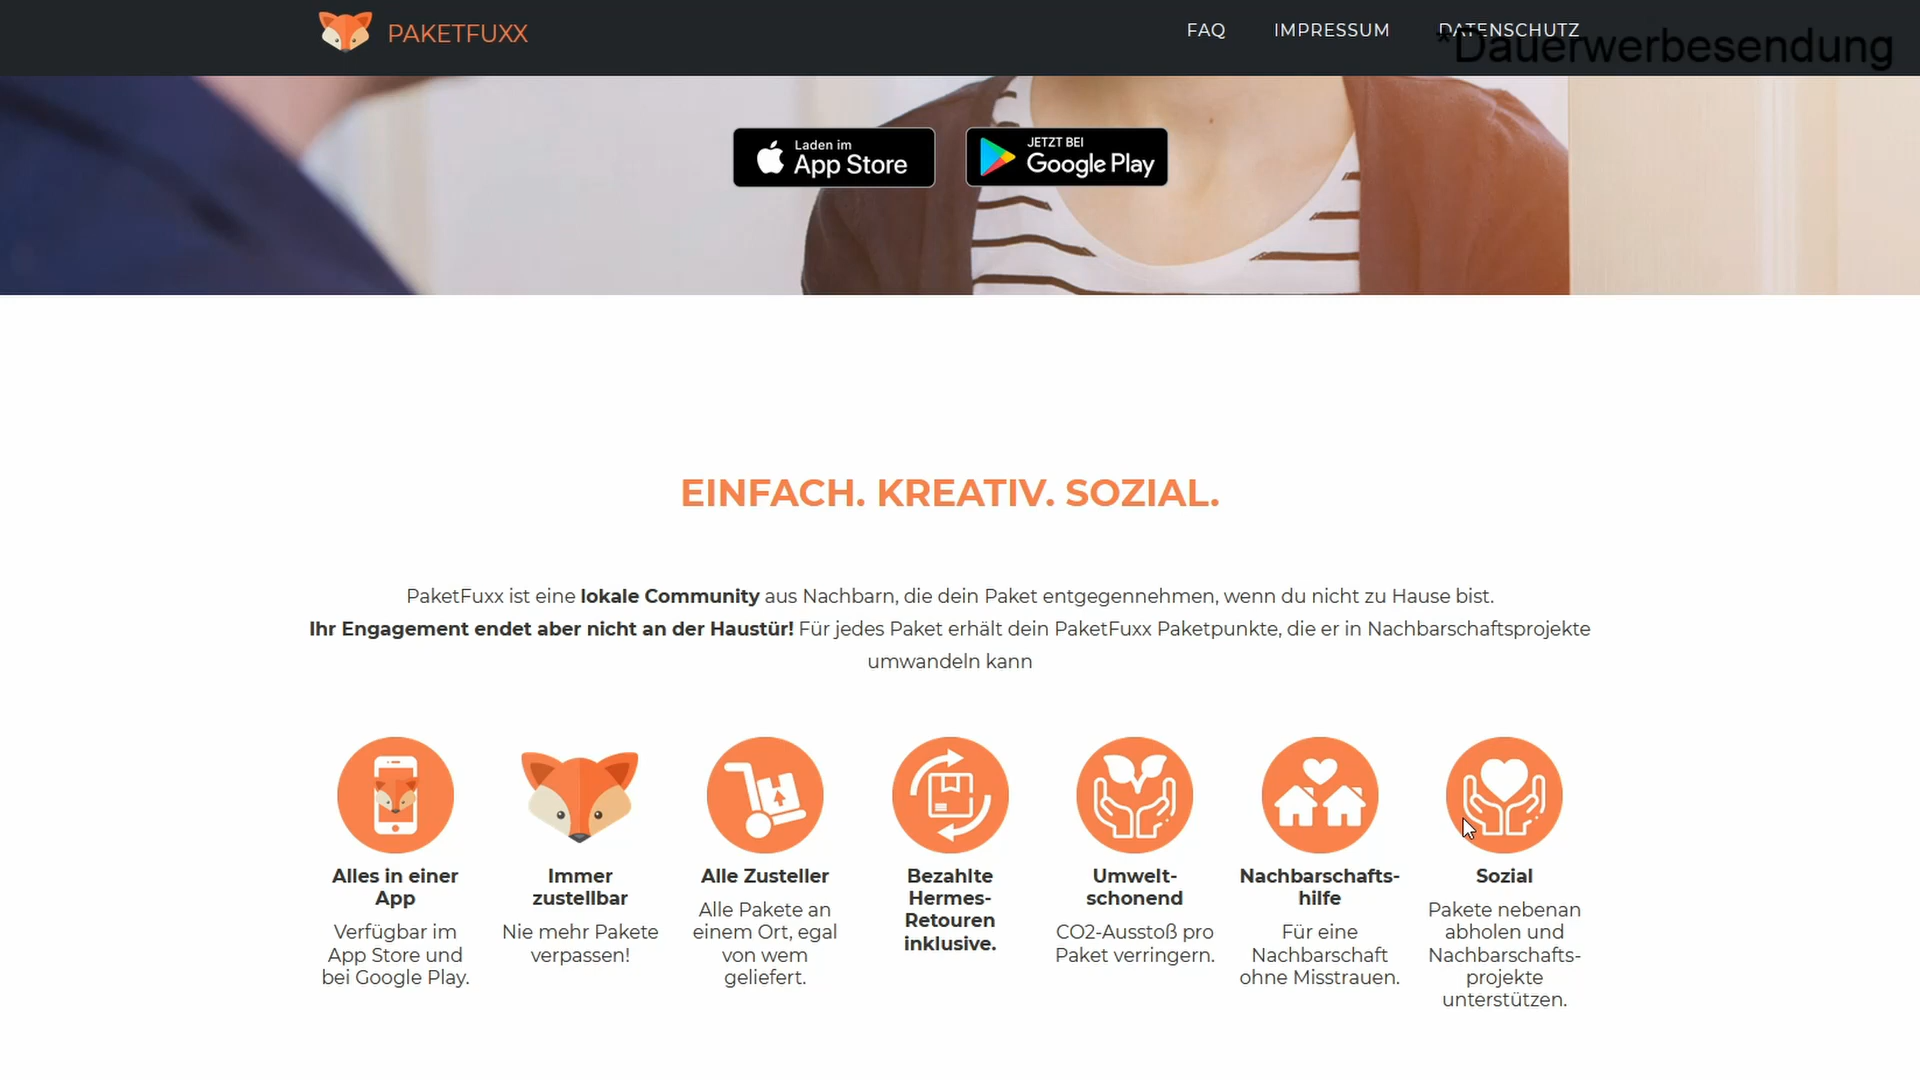 PAKETFUXX
FAQ
IMPRESSUM
DATENSCHUTZ
*Dauerwerbesendung
Laden im
App Store
JETZT BEI
Google Play
EINFACH. KREATIV. SOZIAL.
PaketFuxx ist eine lokale Community aus Nachbarn, die dein Paket entgegennehmen, wenn du nicht zu Hause bist.
Ihr Engagement endet aber nicht an der Haustür! Für jedes Paket erhält dein PaketFuxx Paketpunkte, die er in Nachbarschaftsprojekte
umwandeln kann
Alles in einer
App
Verfügbar im
App Store und
bei Google Play.
Immer
zustellbar
Nie mehr Pakete
verpassen!
Alle Zusteller
Alle Pakete an
einem Ort, egal
von wem
geliefert.
Bezahlte
Hermes-
Retouren
inklusive.
Umwelt-
schonend
CO2-Ausstoß pro
Paket verringern.
Nachbarschafts-
hilfe
Für eine
Nachbarschaft
ohne Misstrauen.
Sozial
Pakete nebenan
abholen und
Nachbarschafts-
projekte
unterstützen.